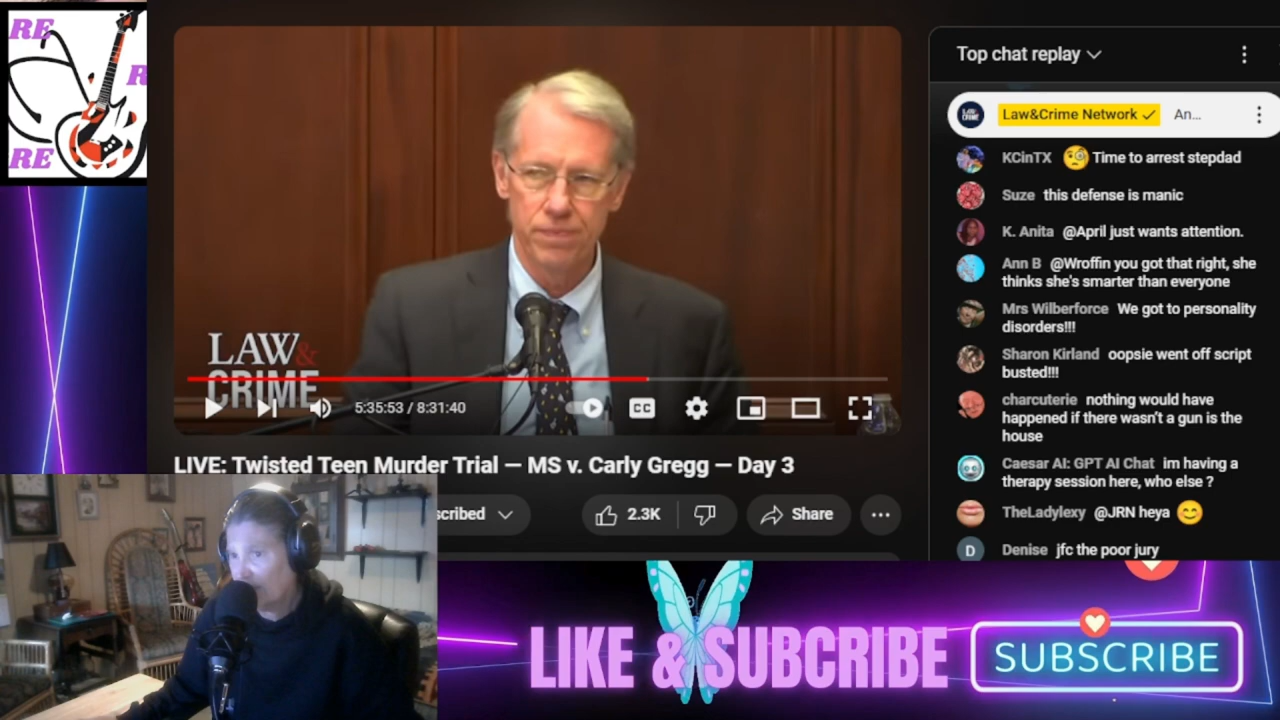 RE
R
RE
Top chat replay
Law&Crime Network An...
KCinTX Time to arrest stepdad
Suze this defense is manic
K. Anita @April just wants attention.
Ann B @Wroffin you got that right, she
thinks she's smarter than everyone
Mrs Wilberforce We got to personality
disorders!!!
Sharon Kirland oopsie went off script
busted!!!
charcuterie nothing would have
happened if there wasn't a gun is the
house
Caesar AI: GPT AI Chat im having a
therapy session here, who else ?
TheLadylexy @JRN heya
D Denise jfc the poor jury
LAW&
CRIME
5:35:53 / 8:31:40
CC
LIVE: Twisted Teen Murder Trial — MS v. Carly Gregg — Day 3
scribed
2.3K
Share
LIKE & SUBCRIBE
SUBSCRIBE